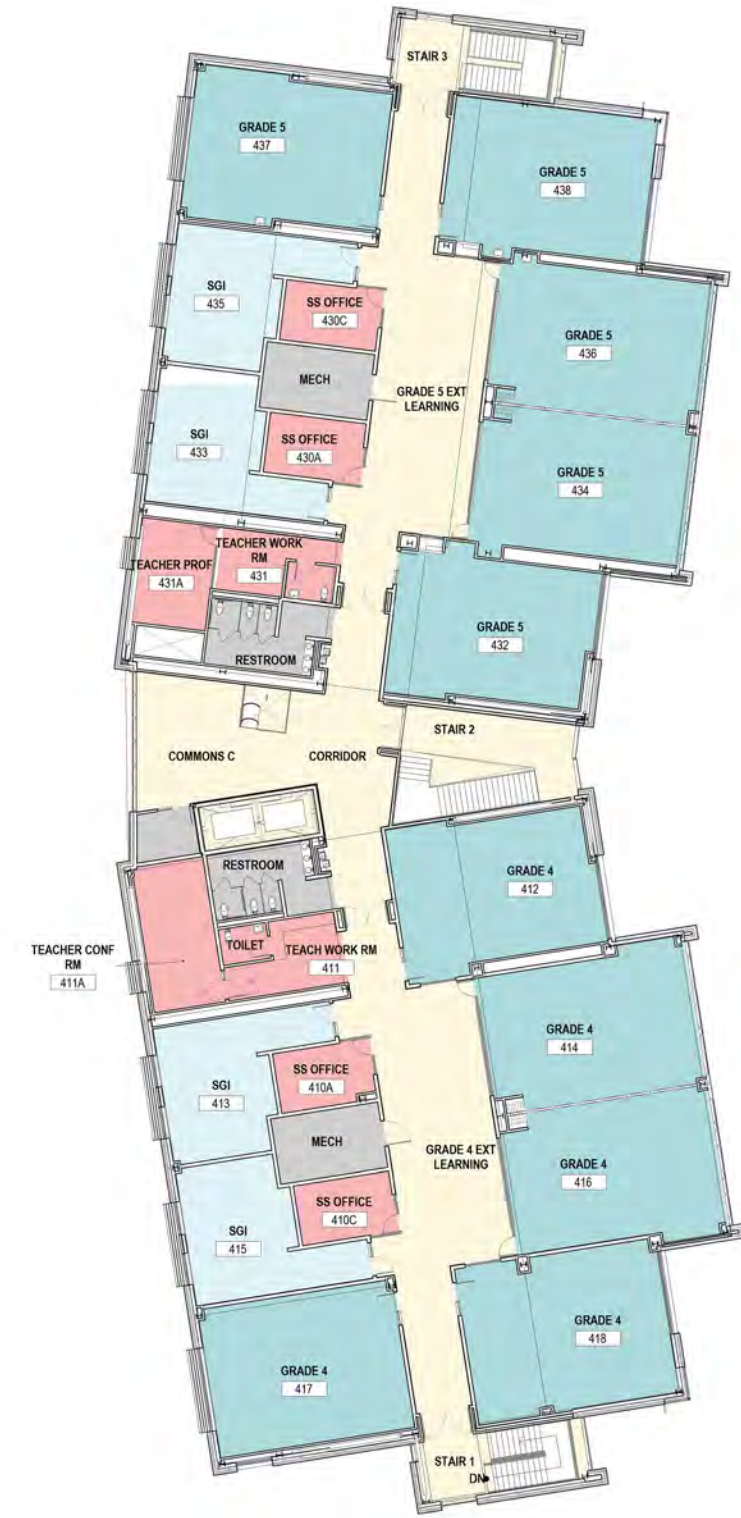 STAIR 3
GRADE 5
437
GRADE 5
438
SGI
435
SS OFFICE
430C
GRADE 5
436
MECH
GRADE 5 EXT
LEARNING
SGI
433
SS OFFICE
430A
GRADE 5
434
TEACHER PROF
431A
TEACHER WORK
RM
431
GRADE 5
432
RESTROOM
STAIR 2
COMMONS C
CORRIDOR
RESTROOM
GRADE 4
412
TOILET
TEACH WORK RM
411
TEACHER CONF
RM
411A
GRADE 4
414
SS OFFICE
410A
SGI
413
MECH
GRADE 4 EXT
LEARNING
GRADE 4
416
SS OFFICE
410C
SGI
415
GRADE 4
418
GRADE 4
417
STAIR 1
DN